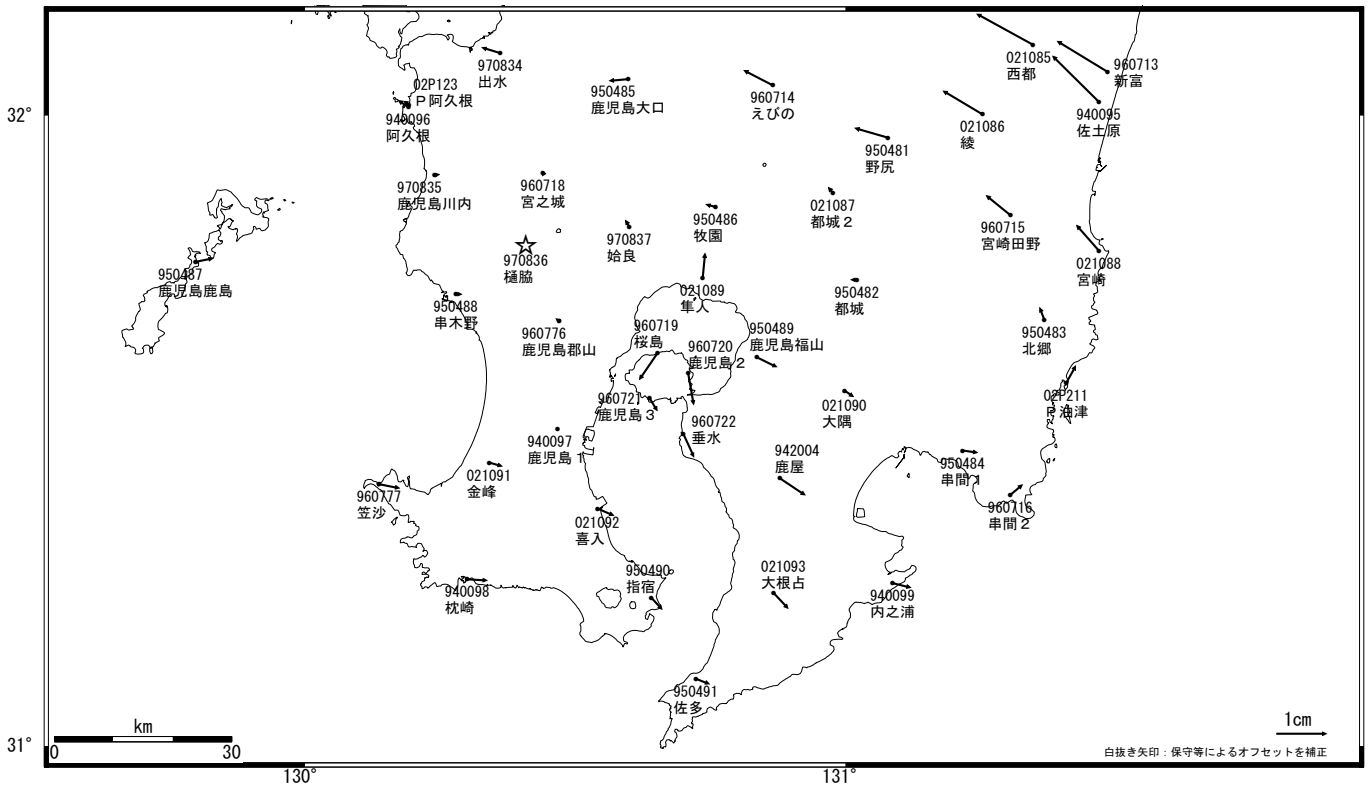 021085
西都
960713
新富
970834
出水
02P123
P阿久根
950485
鹿児島大口
960714
えびの
940095
佐土原
32°
940096
阿久根
021086
綾
950481
野尻
970835
鹿児島川内
960718
宮之城
021087
都城2
950486
牧園
960715
宮崎田野
970837
姶良
970836
樋脇
021088
宮崎
950487
鹿児島鹿島
021089
隼人
950482
都城
950488
串木野
960776
鹿児島郡山
960719
桜島
950489
鹿児島福山
950483
北郷
960720
鹿児島2
960721
鹿児島3
021090
大隅
02P211
P油津
960722
垂水
940097
鹿児島1
942004
鹿屋
950484
串間1
021091
金峰
960777
笠沙
960716
串間2
021092
喜入
950490
指宿
021093
大根占
940098
枕崎
940099
内之浦
950491
佐多
km
0
30
1cm
白抜き矢印:保守等によるオフセットを補正
31°
130°
131°